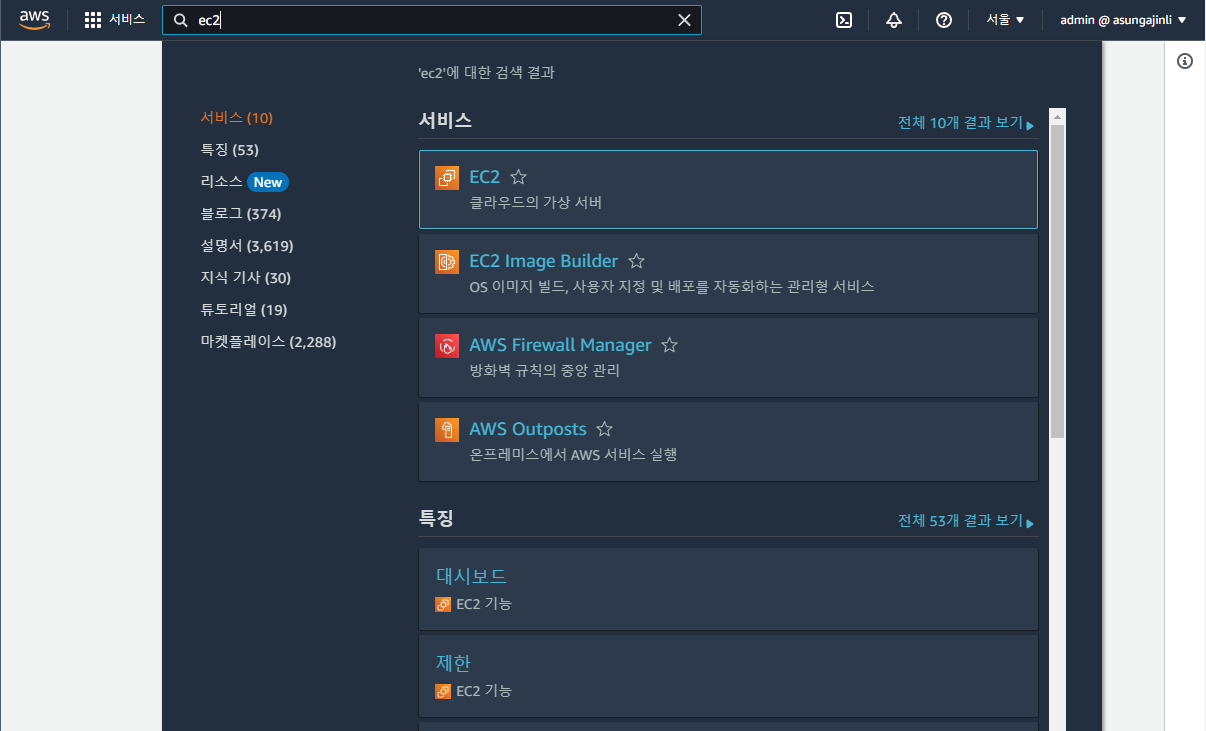 aws
서비스
ec2
서울 ▼
admin @ asungajinli ▼
'ec2'에 대한 검색 결과
서비스 (10)
특징 (53)
리소스 New
블로그 (374)
설명서 (3,619)
지식 기사 (30)
튜토리얼 (19)
마켓플레이스 (2,288)
서비스
전체 10개 결과 보기
EC2
클라우드의 가상 서버
EC2 Image Builder
OS 이미지 빌드, 사용자 지정 및 배포를 자동화하는 관리형 서비스
AWS Firewall Manager
방화벽 규칙의 중앙 관리
AWS Outposts
온프레미스에서 AWS 서비스 실행
특징
전체 53개 결과 보기
대시보드
EC2 기능
제한
EC2 기능